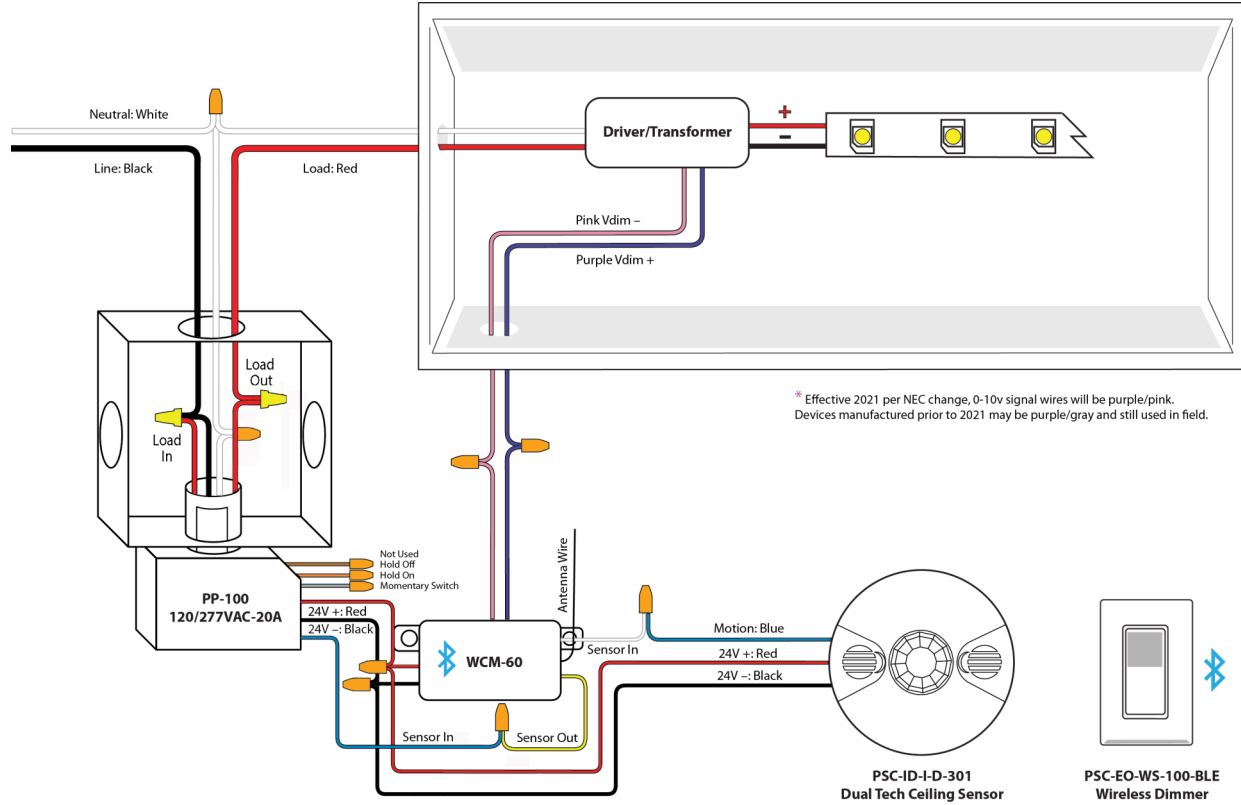 Neutral: White
Line: Black
Load: Red
Driver/Transformer
+
–
Pink Vdim –
Purple Vdim +
Load
Out
Load
In
* Effective 2021 per NEC change, 0-10v signal wires will be purple/pink.
Devices manufactured prior to 2021 may be purple/gray and still used in field.
Not Used
Hold Off
Hold On
Momentary Switch
PP-100
120/277VAC-20A
24V +: Red
24V –: Black
Antenna Wire
WCM-60
Sensor In
Motion: Blue
24V +: Red
24V –: Black
Sensor In
Sensor Out
PSC-ID-I-D-301
Dual Tech Ceiling Sensor
PSC-EO-WS-100-BLE
Wireless Dimmer